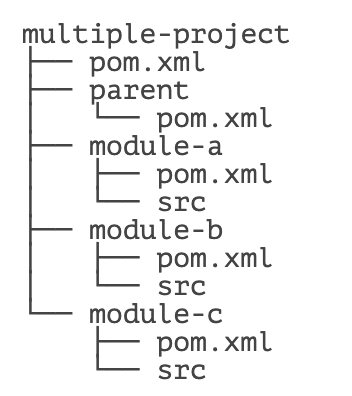 multiple-project
├── pom.xml
├── parent
│   └── pom.xml
├── module-a
│   ├── pom.xml
│   └── src
├── module-b
│   ├── pom.xml
│   └── src
└── module-c
    ├── pom.xml
    └── src